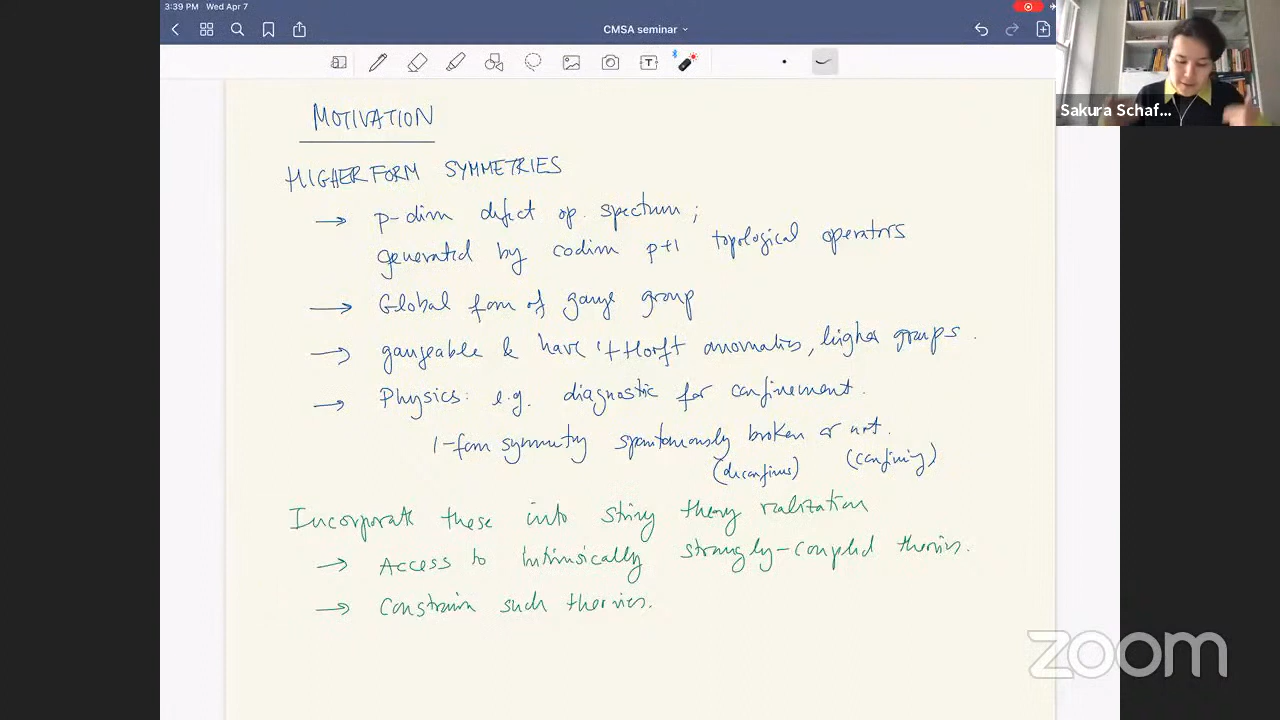 3:39 PM Wed Apr 7
CMSA seminar
Sakura Schaf...
MOTIVATION
HIGHER FORM SYMMETRIES
→ p-dim defect op. spectrum;
generated by codim p+1 topological operators
→ Global form of gauge group
→ gaugeable & have 't Hooft anomalies, higher groups.
→ Physics: e.g. diagnostic for confinement.
1-form symmetry spontaneously broken or not.
(deconfines) (confining)
Incorporate these into string theory realization
→ Access to intrinsically strongly-coupled theories.
→ Constrain such theories.
zoom